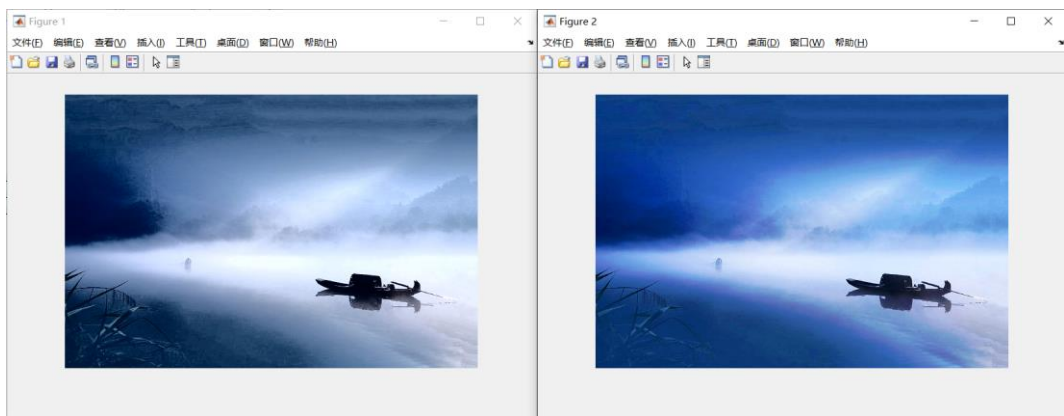 Figure 1
文件(F) 编辑(E) 查看(V) 插入(I) 工具(T) 桌面(D) 窗口(W) 帮助(H)
Figure 2
文件(F) 编辑(E) 查看(V) 插入(I) 工具(T) 桌面(D) 窗口(W) 帮助(H)